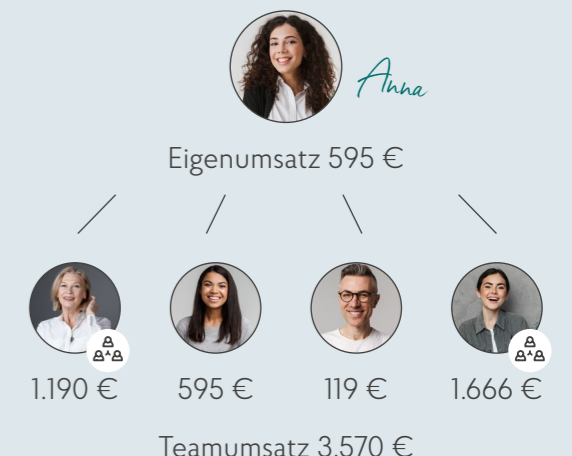 Anna
Eigenumsatz 595 €
1.190 € 595 € 119 € 1.666 €
Teamumsatz 3.570 €